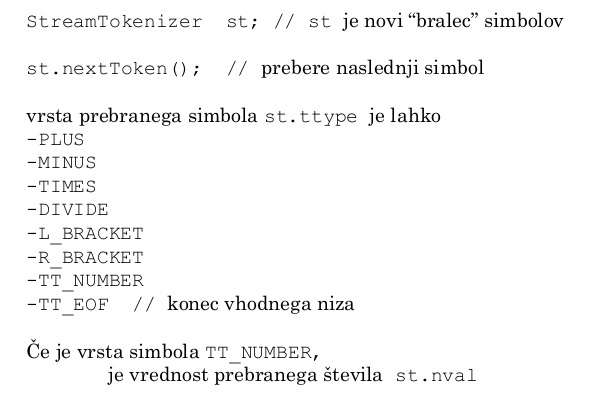 StreamTokenizer st; // st je novi “bralec” simbolov
st.nextToken(); // prebere naslednji simbol
vrsta prebranega simbola st.ttype je lahko
-PLUS
-MINUS
-TIMES
-DIVIDE
-L_BRACKET
-R_BRACKET
-TT_NUMBER
-TT_EOF // konec vhodnega niza
Če je vrsta simbola TT_NUMBER,
je vrednost prebranega števila st.nval